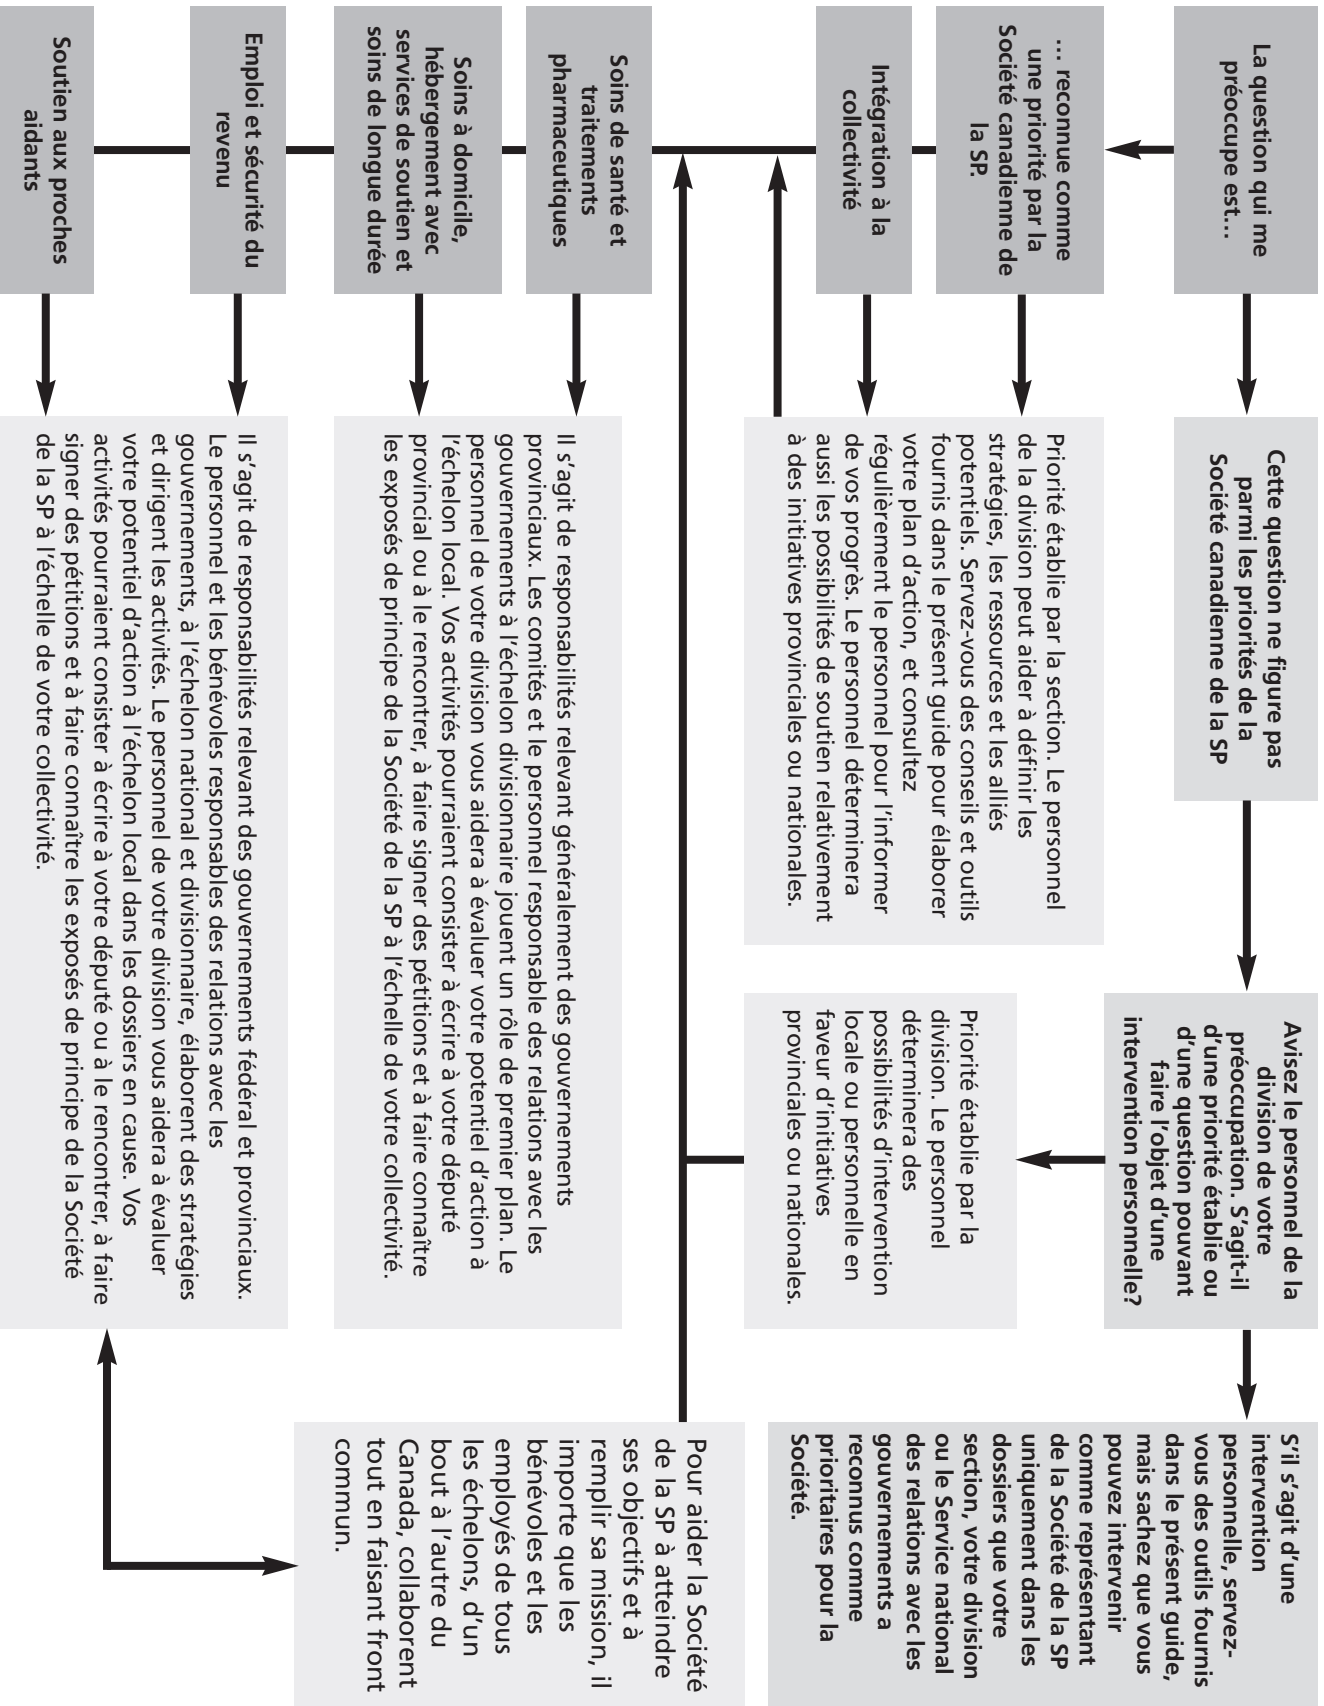 La question qui me
préoccupe est…
Cette question ne figure pas
parmi les priorités de la
Société canadienne de la SP
Avisez le personnel de la
division de votre
préoccupation. S'agit-il
d'une priorité établie ou
d'une question pouvant
faire l'objet d'une
intervention personnelle?
S'il s'agit d'une
intervention
personnelle, servez-
vous des outils fournis
dans le présent guide,
mais sachez que vous
pouvez intervenir
comme représentant
de la Société de la SP
uniquement dans les
dossiers que votre
section, votre division
ou le Service national
des relations avec les
gouvernements a
reconnus comme
prioritaires pour la
Société.
… reconnue comme
une priorité par la
Société canadienne de
la SP.
Intégration à la
collectivité
Priorité établie par la section. Le personnel
de la division peut aider à définir les
stratégies, les ressources et les alliés
potentiels. Servez-vous des conseils et outils
fournis dans le présent guide pour élaborer
votre plan d'action, et consultez
régulièrement le personnel pour l'informer
de vos progrès. Le personnel déterminera
aussi les possibilités de soutien relativement
à des initiatives provinciales ou nationales.
Priorité établie par la
division. Le personnel
déterminera des
possibilités d'intervention
locale ou personnelle en
faveur d'initiatives
provinciales ou nationales.
Soins de santé et
traitements
pharmaceutiques
Soins à domicile,
hébergement avec
services de soutien et
soins de longue durée
Il s'agit de responsabilités relevant généralement des gouvernements
provinciaux. Les comités et le personnel responsable des relations avec les
gouvernements à l'échelon divisionnaire jouent un rôle de premier plan. Le
personnel de votre division vous aidera à évaluer votre potentiel d'action à
l'échelon local. Vos activités pourraient consister à écrire à votre député
provincial ou à le rencontrer, à faire signer des pétitions et à faire connaître
les exposés de principe de la Société de la SP à l'échelle de votre collectivité.
Pour aider la Société
de la SP à atteindre
ses objectifs et à
remplir sa mission, il
importe que les
bénévoles et les
employés de tous
les échelons, d'un
bout à l'autre du
Canada, collaborent
tout en faisant front
commun.
Emploi et sécurité du
revenu
Soutien aux proches
aidants
Il s'agit de responsabilités relevant des gouvernements fédéral et provinciaux.
Le personnel et les bénévoles responsables des relations avec les
gouvernements, à l'échelon national et divisionnaire, élaborent des stratégies
et dirigent les activités. Le personnel de votre division vous aidera à évaluer
votre potentiel d'action à l'échelon local dans les dossiers en cause. Vos
activités pourraient consister à écrire à votre député ou à le rencontrer, à faire
signer des pétitions et à faire connaître les exposés de principe de la Société
de la SP à l'échelle de votre collectivité.